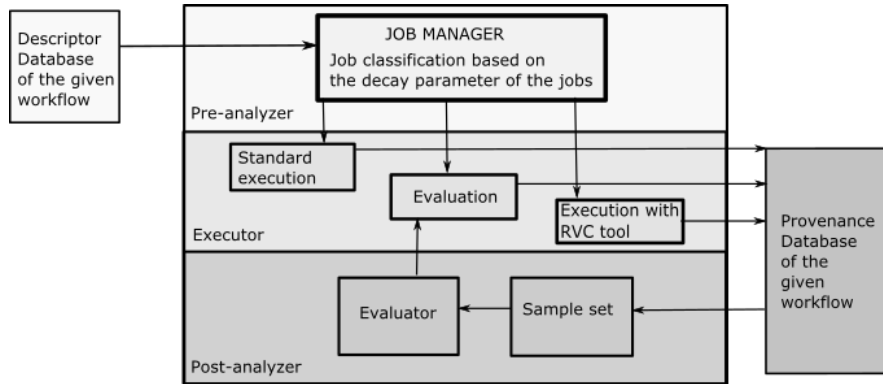 Descriptor
Database
of the given
workflow
JOB MANAGER
Job classification based on
the decay parameter of the jobs
Pre-analyzer
Standard
execution
Evaluation
Execution with
RVC tool
Executor
Provenance
Database
of the
given
workflow
Evaluator
Sample set
Post-analyzer